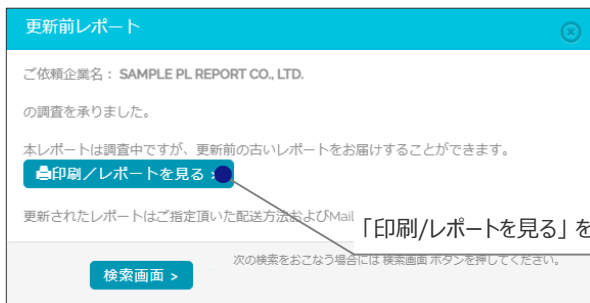 更新前レポート
ご依頼企業名： SAMPLE PL REPORT CO., LTD.
の調査を承りました。
本レポートは調査中ですが、更新前の古いレポートをお届けすることができます。
印刷／レポートを見る
更新されたレポートはご指定頂いた配送方法およびMail
「印刷/レポートを見る」を
次の検索をおこなう場合には 検索画面 ボタンを押してください。
検索画面 >